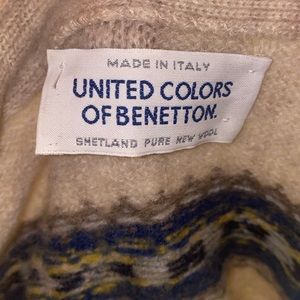 MADE IN ITALY
UNITED COLORS
OF BENETTON.
SHETLAND PURE NEW WOOL